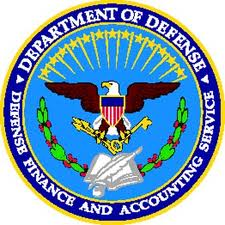 DEPARTMENT OF DEFENSE
DEFENSE FINANCE AND ACCOUNTING SERVICE